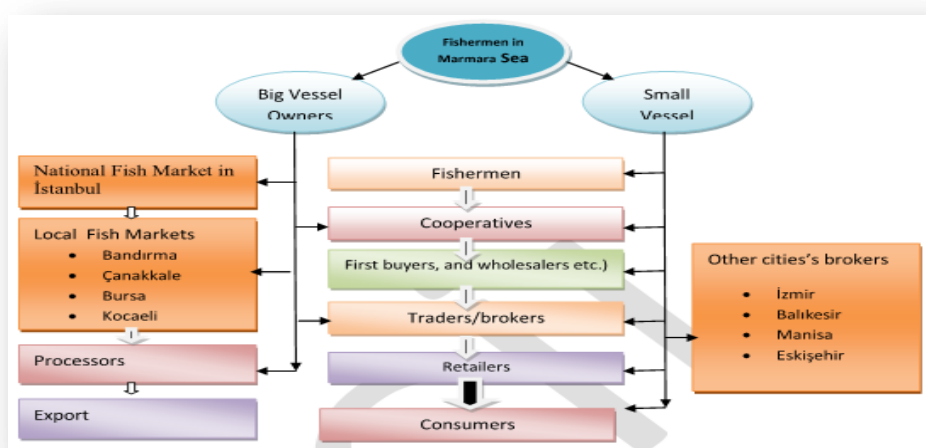 Fishermen in
Marmara Sea
Big Vessel
Owners
Small
Vessel
National Fish Market in
İstanbul
Local Fish Markets
• Bandırma
• Çanakkale
• Bursa
• Kocaeli
Processors
Export
Fishermen
Cooperatives
First buyers, and wholesalers etc.)
Traders/brokers
Retailers
Consumers
Other cities's brokers
• İzmir
• Balıkesir
• Manisa
• Eskişehir